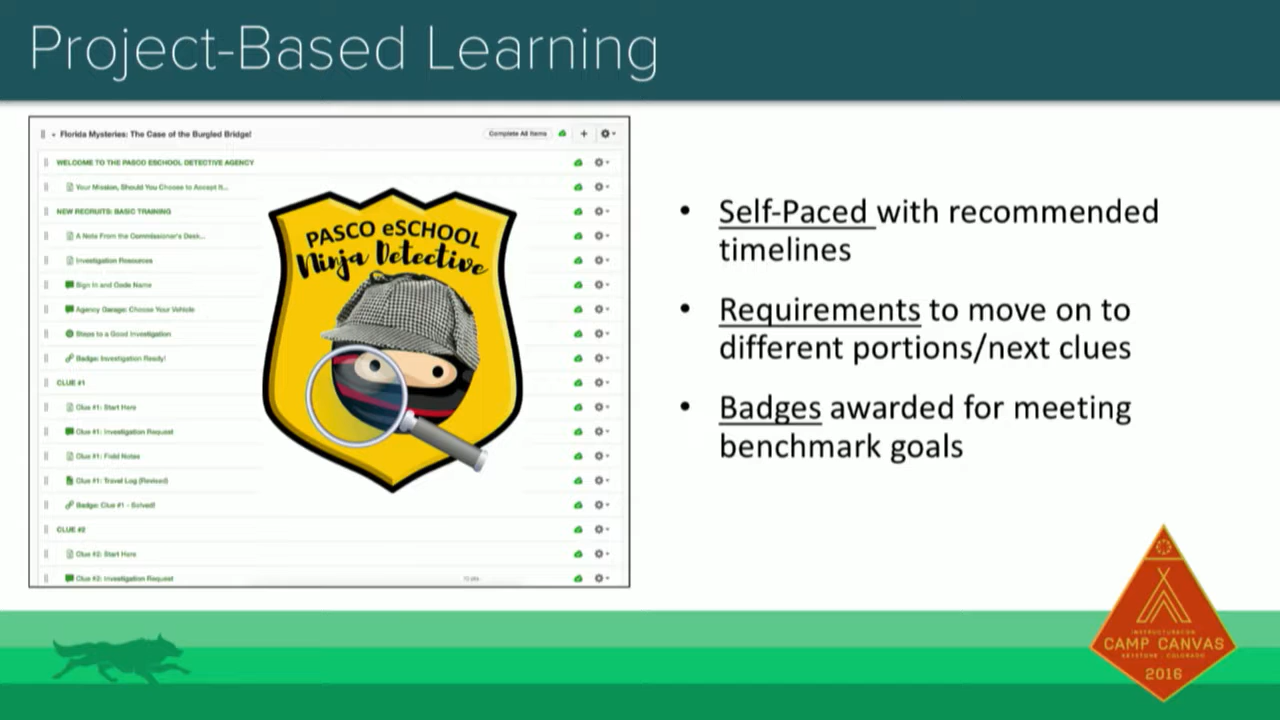 Project-Based Learning
Florida Mysteries: The Case of the Burgled Bridge!
Complete All Items
WELCOME TO THE PASCO ESCHOOL DETECTIVE AGENCY
Your Mission, Should You Choose to Accept It...
NEW RECRUITS: BASIC TRAINING
A Note From the Commissioner's Desk...
Investigation Resources
Sign In and Code Name
Agency Garage: Choose Your Vehicle
Steps to a Good Investigation
Badge: Investigation Ready!
CLUE #1
Clue #1: Start Here
Clue #1: Investigation Request
Clue #1: Field Notes
Clue #1: Travel Log (Revised)
Badge: Clue #1 - Solved!
CLUE #2
Clue #2: Start Here
Clue #2: Investigation Request
10 pts
PASCO eSCHOOL
Ninja Detective
• Self-Paced with recommended
timelines
• Requirements to move on to
different portions/next clues
• Badges awarded for meeting
benchmark goals
INSTRUCTURECON
CAMP CANVAS
KEYSTONE · COLORADO
2016